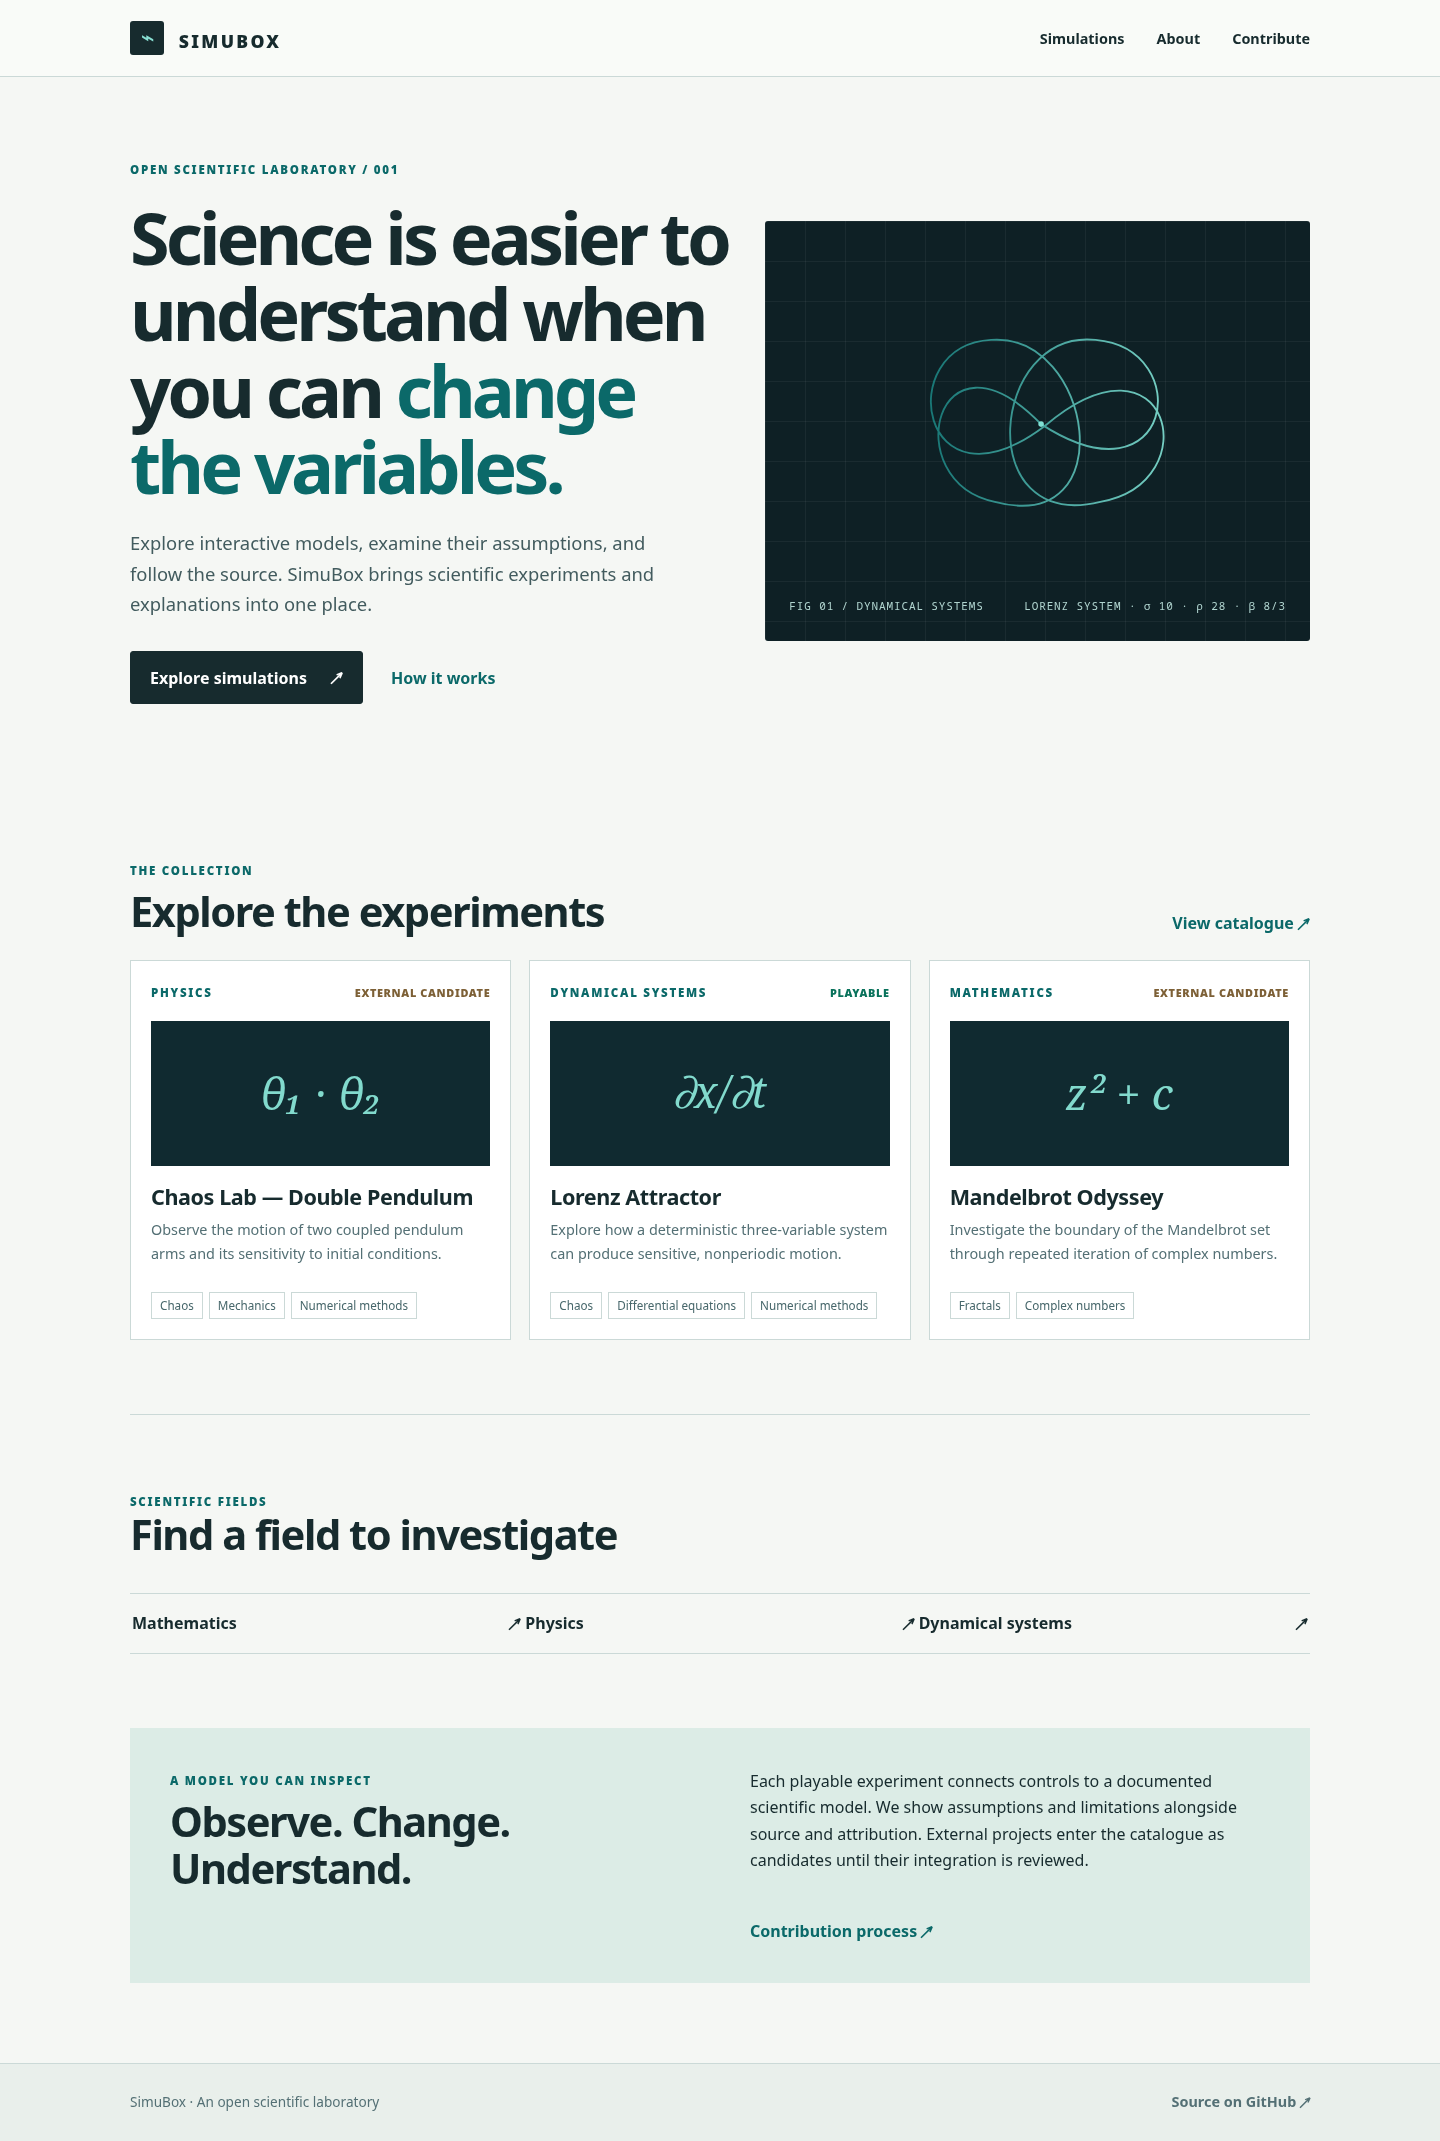 SIMUBOX
Simulations
About
Contribute
OPEN SCIENTIFIC LABORATORY / 001
Science is easier to
understand when
you can change
the variables.
Explore interactive models, examine their assumptions, and
follow the source. SimuBox brings scientific experiments and
explanations into one place.
Explore simulations ↗
How it works
FIG 01 / DYNAMICAL SYSTEMS
LORENZ SYSTEM · σ 10 · ρ 28 · β 8/3
THE COLLECTION
Explore the experiments
View catalogue ↗
PHYSICS
EXTERNAL CANDIDATE
θ₁ · θ₂
Chaos Lab — Double Pendulum
Observe the motion of two coupled pendulum
arms and its sensitivity to initial conditions.
Chaos
Mechanics
Numerical methods
DYNAMICAL SYSTEMS
PLAYABLE
∂x/∂t
Lorenz Attractor
Explore how a deterministic three-variable system
can produce sensitive, nonperiodic motion.
Chaos
Differential equations
Numerical methods
MATHEMATICS
EXTERNAL CANDIDATE
z² + c
Mandelbrot Odyssey
Investigate the boundary of the Mandelbrot set
through repeated iteration of complex numbers.
Fractals
Complex numbers
SCIENTIFIC FIELDS
Find a field to investigate
Mathematics ↗
Physics ↗
Dynamical systems ↗
A MODEL YOU CAN INSPECT
Observe. Change.
Understand.
Each playable experiment connects controls to a documented
scientific model. We show assumptions and limitations alongside
source and attribution. External projects enter the catalogue as
candidates until their integration is reviewed.
Contribution process ↗
SimuBox · An open scientific laboratory
Source on GitHub ↗